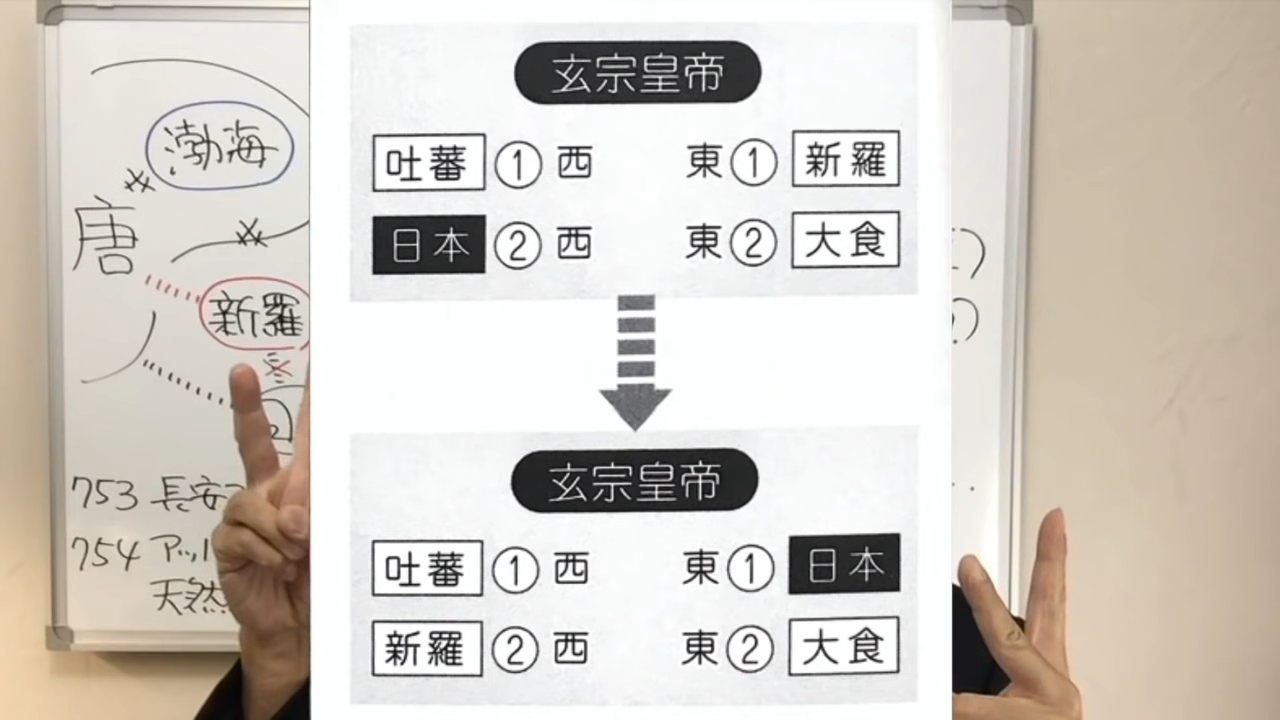 渤海
唐
新羅
753 長安
754 アッバ
天然
玄宗皇帝
吐蕃 ① 西 東 ① 新羅
日本 ② 西 東 ② 大食
玄宗皇帝
吐蕃 ① 西 東 ① 日本
新羅 ② 西 東 ② 大食